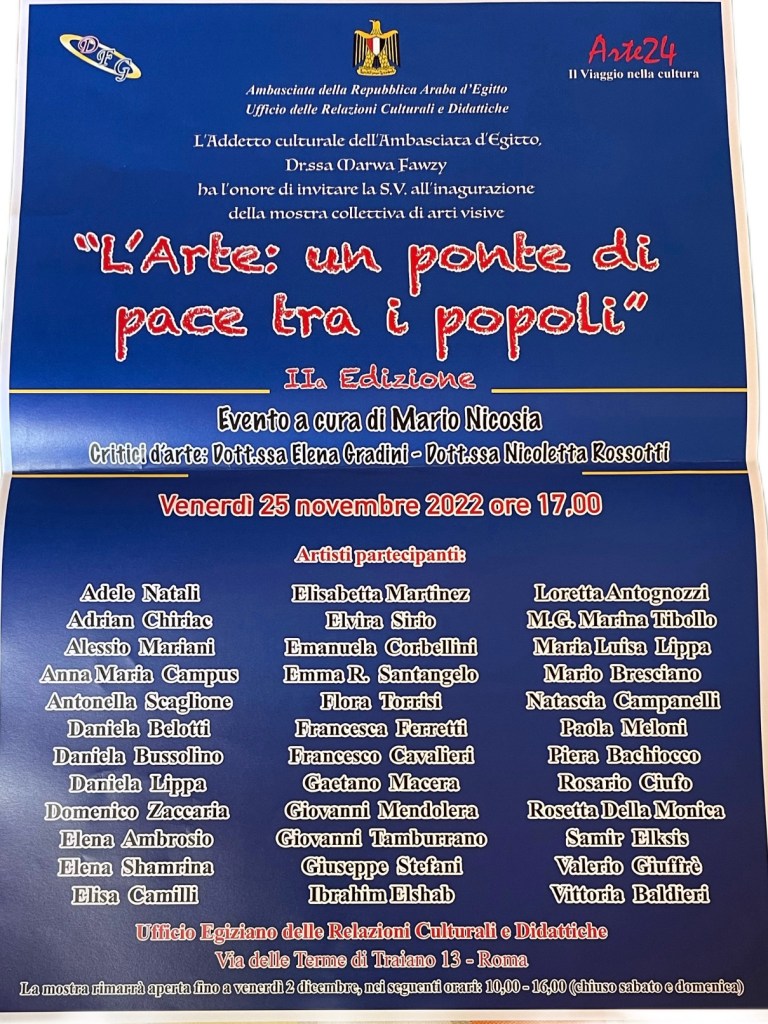 DFG
Arte24
Il Viaggio nella cultura
Ambasciata della Repubblica Araba d'Egitto
Ufficio delle Relazioni Culturali e Didattiche
L'Addetto culturale dell'Ambasciata d'Egitto,
Dr.ssa Marwa Fawzy
ha l'onore di invitare la S.V. all'inagurazione
della mostra collettiva di arti visive
"L'Arte: un ponte di
pace tra i popoli"
IIa Edizione
Evento a cura di Mario Nicosia
Critici d'arte: Dott.ssa Elena Gradini - Dott.ssa Nicoletta Rossotti
Venerdì 25 novembre 2022 ore 17,00
Artisti partecipanti:
Adele Natali
Adrian Chiriac
Alessio Mariani
Anna Maria Campus
Antonella Scaglione
Daniela Belotti
Daniela Bussolino
Daniela Lippa
Domenico Zaccaria
Elena Ambrosio
Elena Shamrina
Elisa Camilli
Elisabetta Martinez
Elvira Sirio
Emanuela Corbellini
Emma R. Santangelo
Flora Torrisi
Francesca Ferretti
Francesco Cavalieri
Gaetano Macera
Giovanni Mendolera
Giovanni Tamburrano
Giuseppe Stefani
Ibrahim Elshab
Loretta Antognozzi
M.G. Marina Tibollo
Maria Luisa Lippa
Mario Bresciano
Natascia Campanelli
Paola Meloni
Piera Bachiocco
Rosario Ciufo
Rosetta Della Monica
Samir Elksis
Valerio Giuffrè
Vittoria Baldieri
Ufficio Egiziano delle Relazioni Culturali e Didattiche
Via delle Terme di Traiano 13 - Roma
La mostra rimarrà aperta fino a venerdì 2 dicembre, nei seguenti orari: 10,00 - 16,00 (chiuso sabato e domenica)